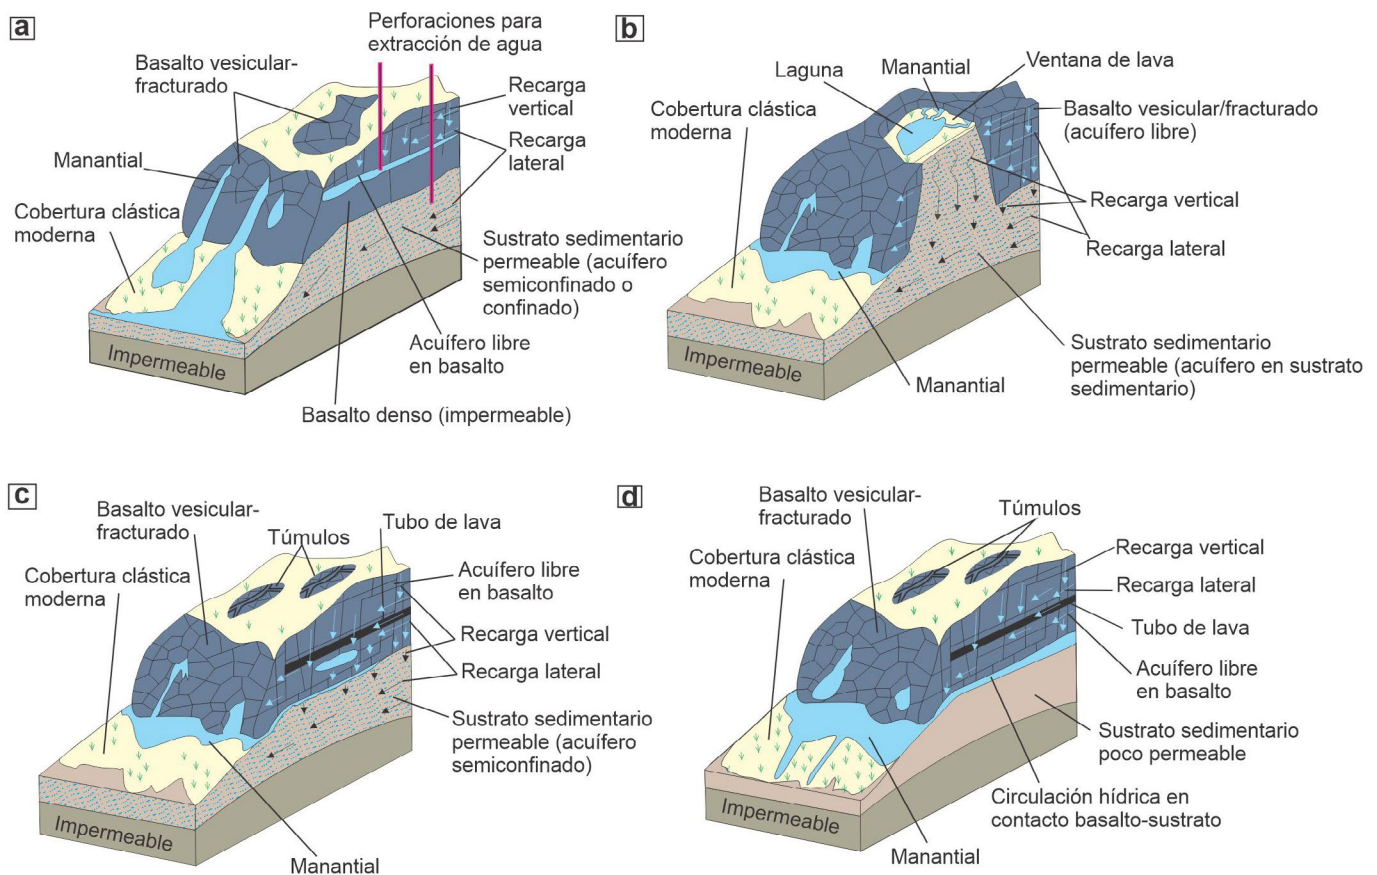 a
Perforaciones para
extracción de agua
Basalto vesicular-
fracturado
Recarga
vertical
Recarga
lateral
Manantial
Cobertura clástica
moderna
Sustrato sedimentario
permeable (acuífero
semiconfinado o
confinado)
Acuífero libre
en basalto
Basalto denso (impermeable)
Impermeable
b
Laguna
Manantial
Ventana de lava
Cobertura clástica
moderna
Basalto vesicular/fracturado
(acuífero libre)
Recarga vertical
Recarga lateral
Sustrato sedimentario
permeable (acuífero en sustrato
sedimentario)
Manantial
Impermeable
c
Basalto vesicular-
fracturado
Túmulos
Tubo de lava
Cobertura clástica
moderna
Acuífero libre
en basalto
Recarga vertical
Recarga lateral
Sustrato sedimentario
permeable (acuífero
semiconfinado)
Impermeable
Manantial
d
Basalto vesicular-
fracturado
Túmulos
Cobertura clástica
moderna
Recarga vertical
Recarga lateral
Tubo de lava
Acuífero libre
en basalto
Sustrato sedimentario
poco permeable
Circulación hídrica en
contacto basalto-sustrato
Manantial
Impermeable